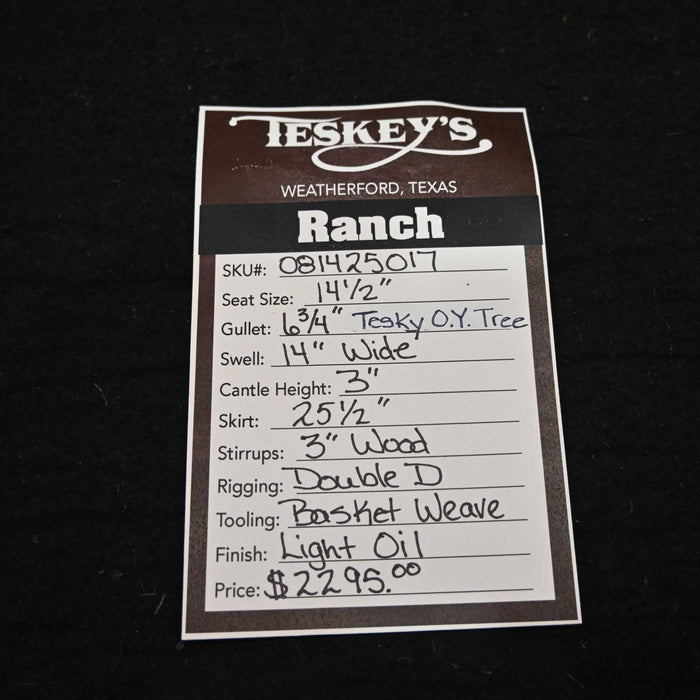 TESKEY'S
WEATHERFORD, TEXAS
Ranch
SKU#: 081425017
Seat Size: 14 1/2"
Gullet: 6 3/4" Tesky O.Y. Tree
Swell: 14" Wide
Cantle Height: 3"
Skirt: 25 1/2"
Stirrups: 3" Wood
Rigging: Double D
Tooling: Basket Weave
Finish: Light Oil
Price: $2295.00